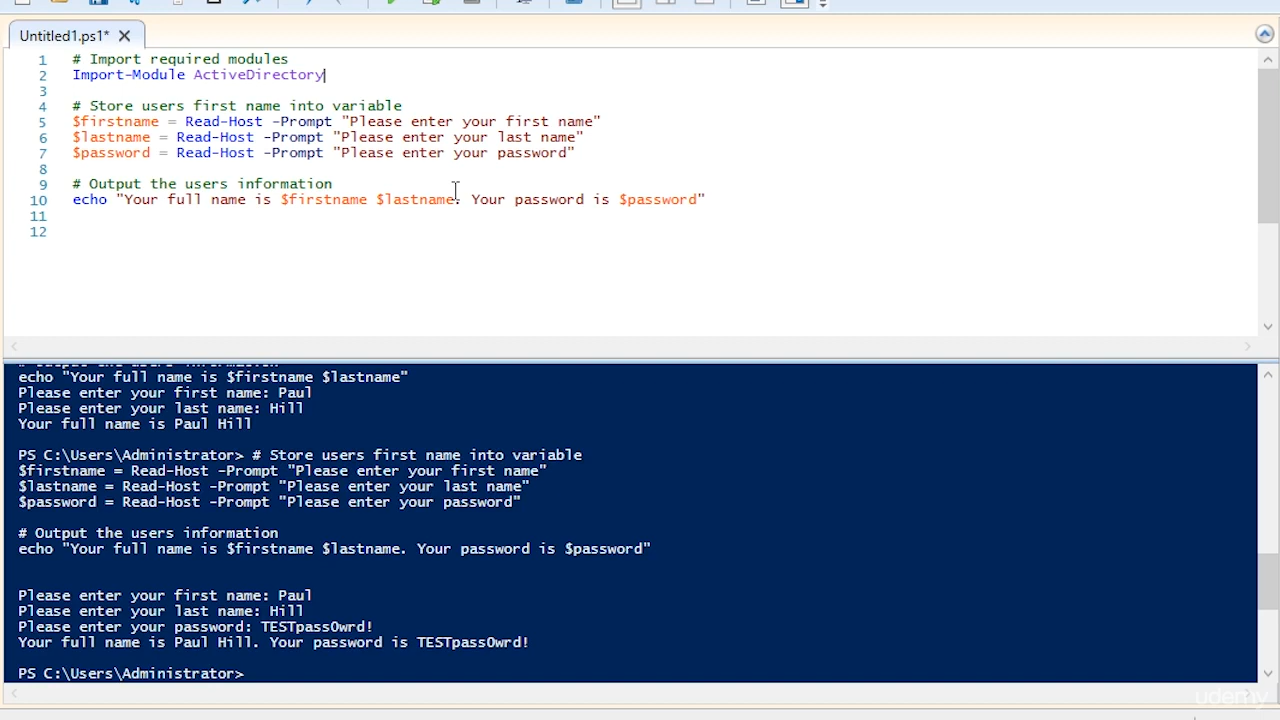 Untitled1.ps1*
1 # Import required modules
2 Import-Module ActiveDirectory
3
4 # Store users first name into variable
5 $firstname = Read-Host -Prompt "Please enter your first name"
6 $lastname = Read-Host -Prompt "Please enter your last name"
7 $password = Read-Host -Prompt "Please enter your password"
8
9 # Output the users information
10 echo "Your full name is $firstname $lastname. Your password is $password"
11
12
# Output the users information
echo "Your full name is $firstname $lastname"
Please enter your first name: Paul
Please enter your last name: Hill
Your full name is Paul Hill
PS C:\Users\Administrator> # Store users first name into variable
$firstname = Read-Host -Prompt "Please enter your first name"
$lastname = Read-Host -Prompt "Please enter your last name"
$password = Read-Host -Prompt "Please enter your password"
# Output the users information
echo "Your full name is $firstname $lastname. Your password is $password"
Please enter your first name: Paul
Please enter your last name: Hill
Please enter your password: TESTpass0wrd!
Your full name is Paul Hill. Your password is TESTpass0wrd!
PS C:\Users\Administrator>
udemy